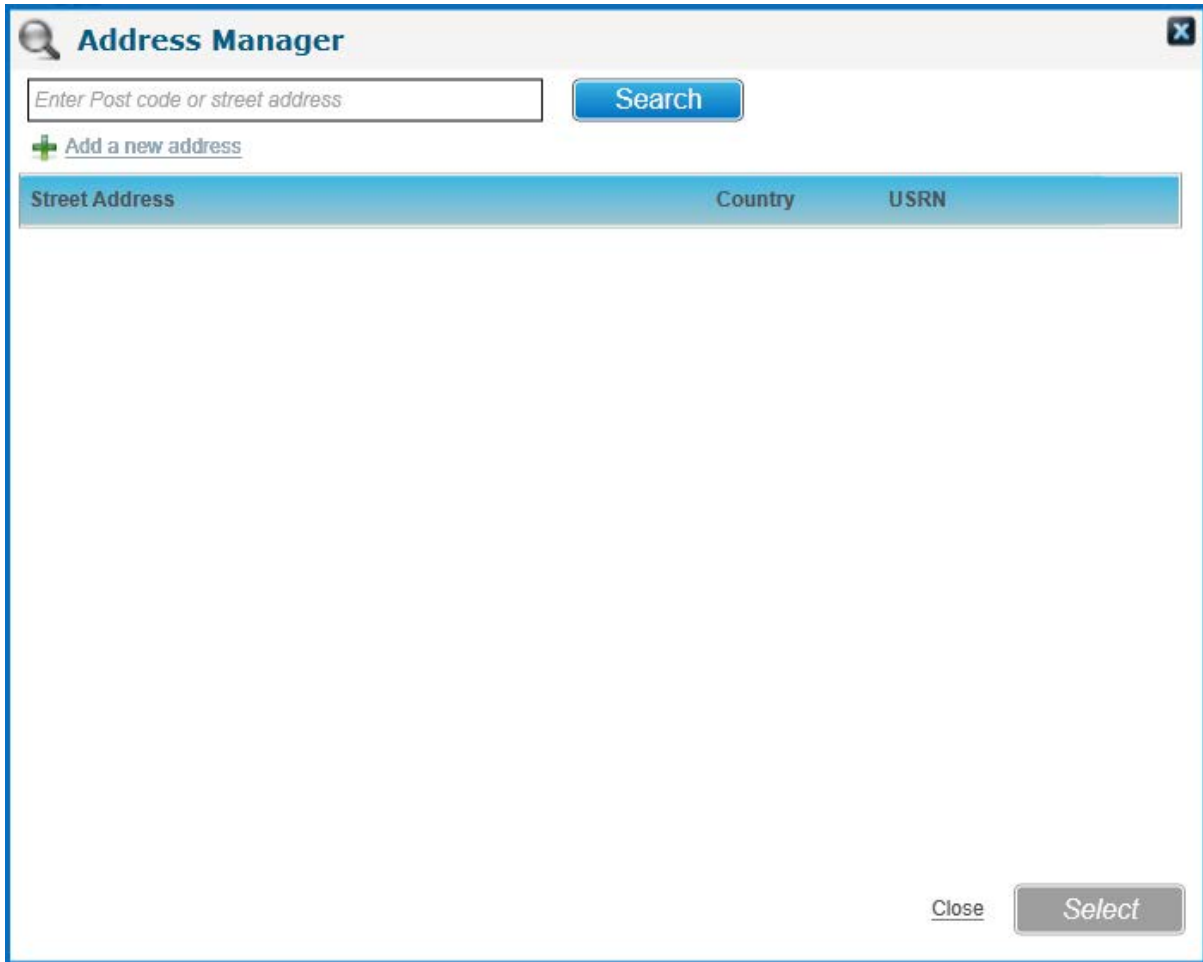 Address Manager
Enter Post code or street address
Search
Add a new address
Street Address Country USRN
Close Select